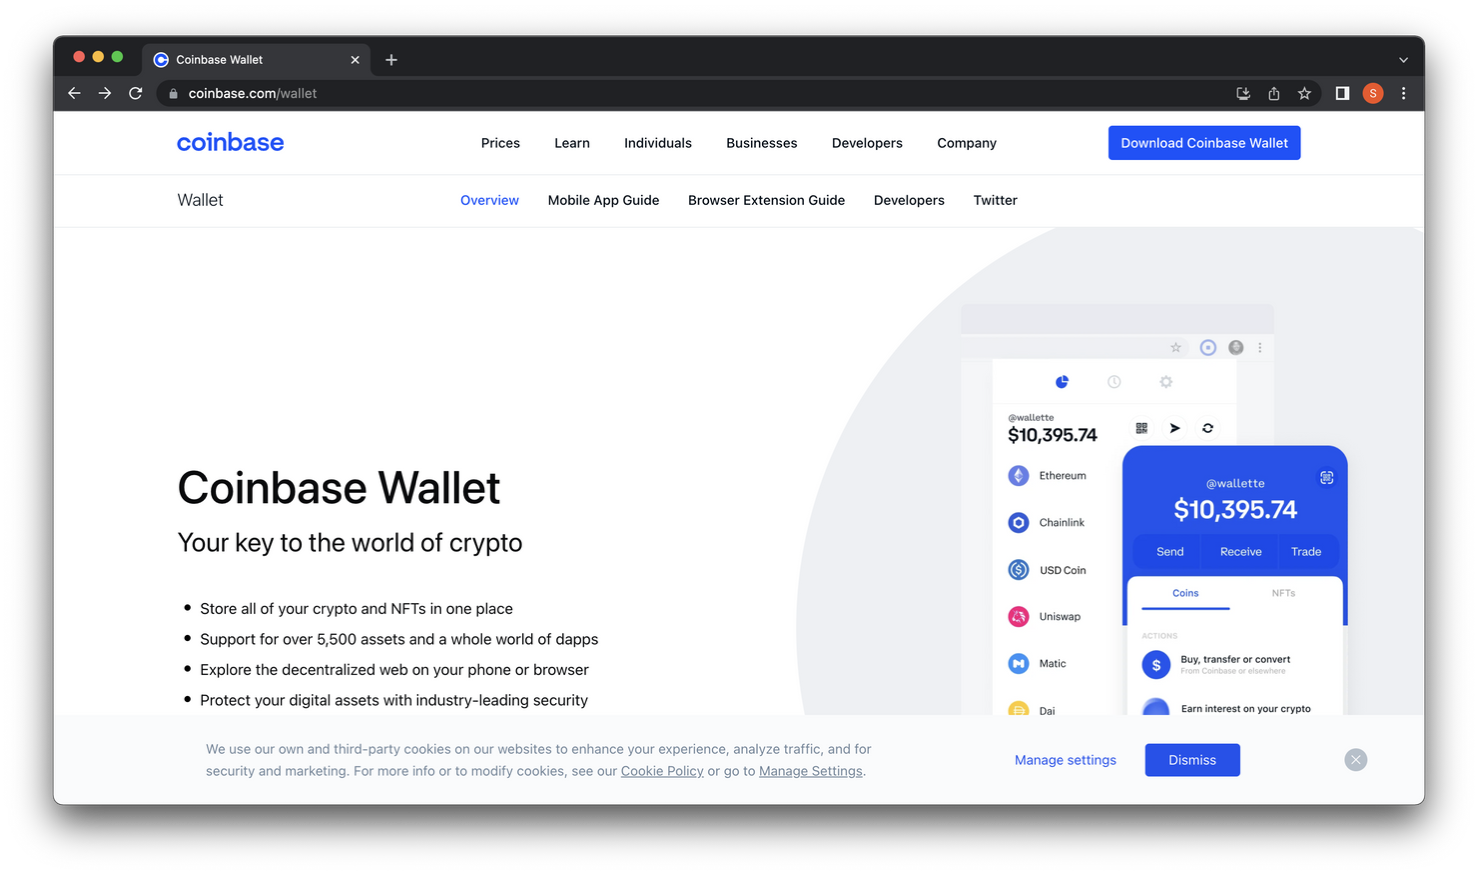 Coinbase Wallet
coinbase.com/wallet
S
coinbase
Prices
Learn
Individuals
Businesses
Developers
Company
Download Coinbase Wallet
Wallet
Overview
Mobile App Guide
Browser Extension Guide
Developers
Twitter
Coinbase Wallet
Your key to the world of crypto
Store all of your crypto and NFTs in one place
Support for over 5,500 assets and a whole world of dapps
Explore the decentralized web on your phone or browser
Protect your digital assets with industry-leading security
@wallette
$10,395.74
Ethereum
Chainlink
USD Coin
Uniswap
Matic
Dai
@wallette
$10,395.74
Send
Receive
Trade
Coins
NFTs
ACTIONS
Buy, transfer or convert
From Coinbase or elsewhere
Earn interest on your crypto
We use our own and third-party cookies on our websites to enhance your experience, analyze traffic, and for
security and marketing. For more info or to modify cookies, see our Cookie Policy or go to Manage Settings.
Manage settings
Dismiss